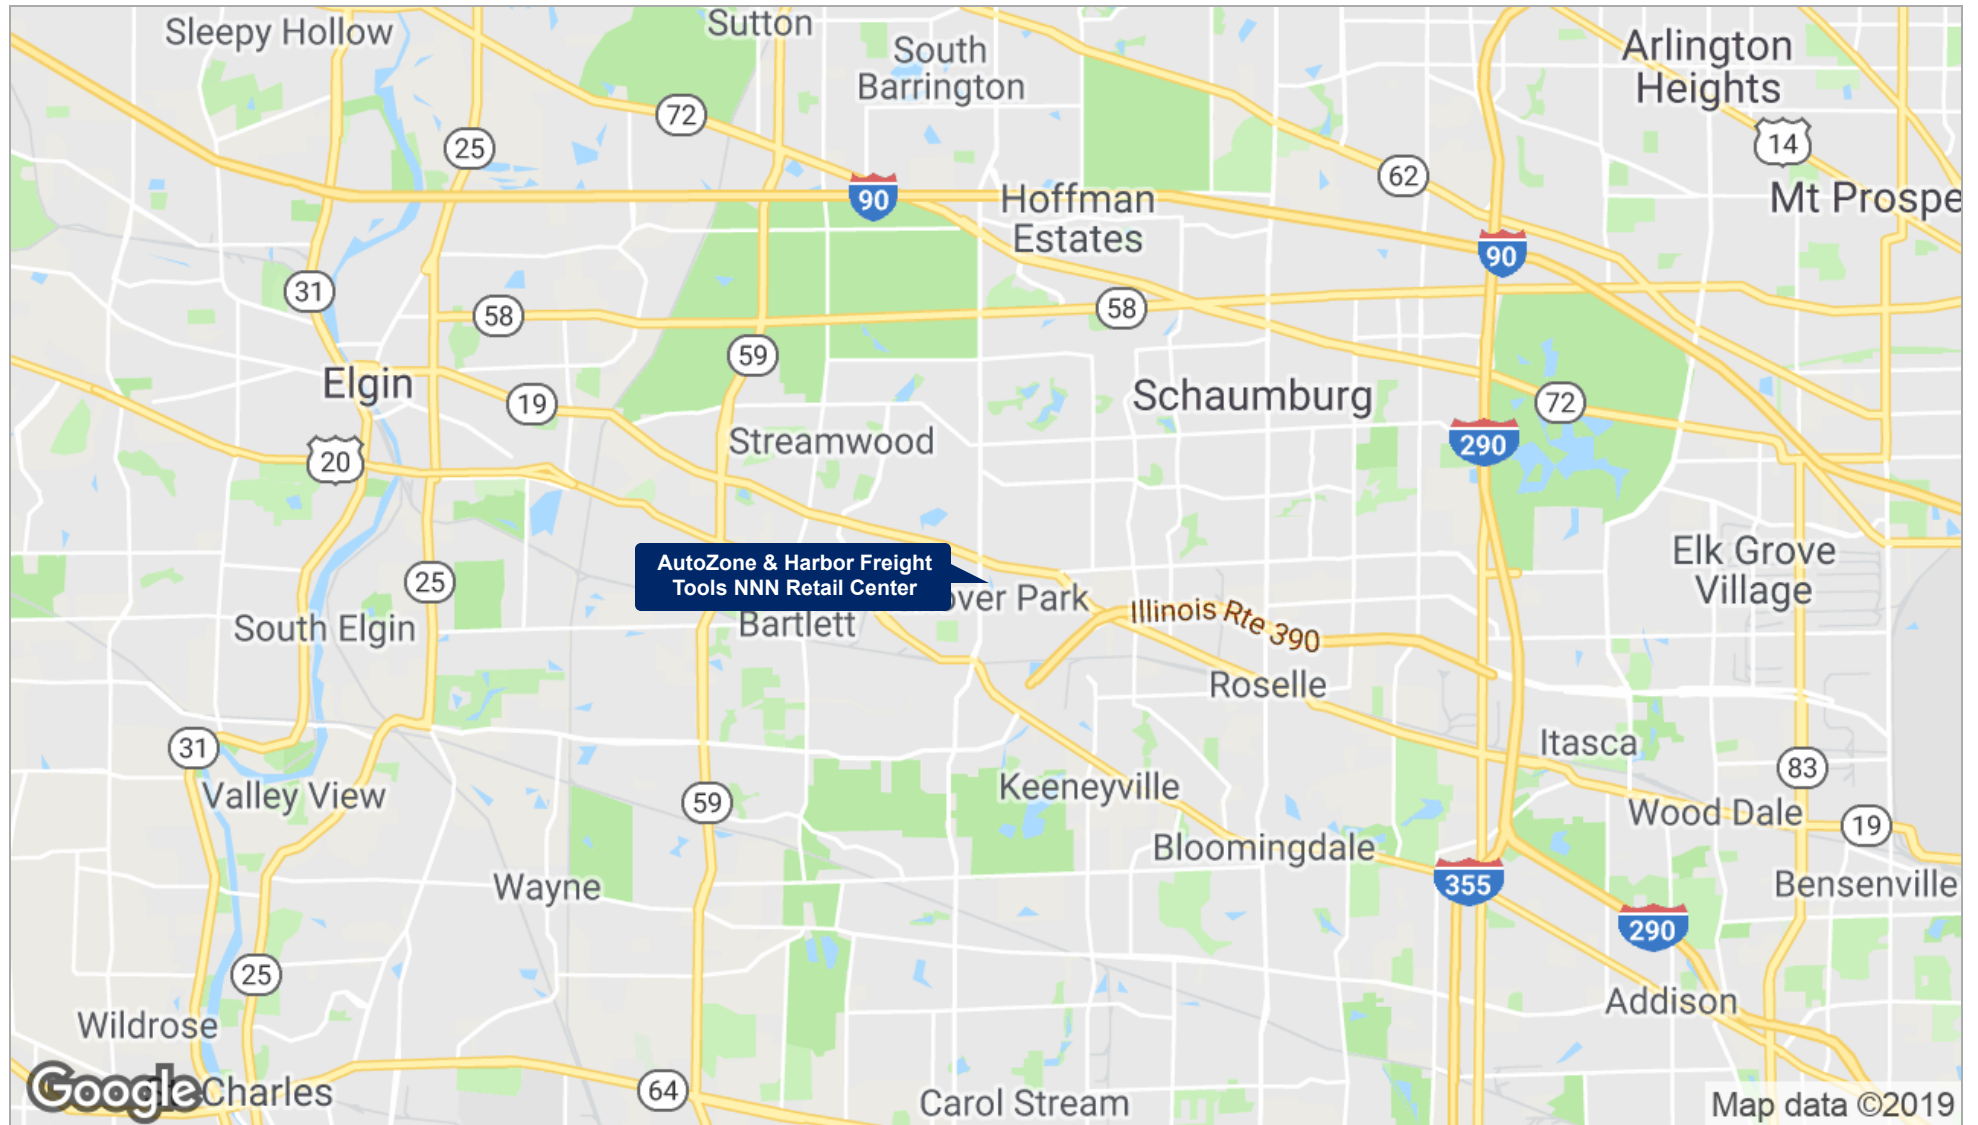 Sleepy Hollow
Sutton
South
Barrington
Arlington
Heights
72
14
25
62
90
Hoffman
Estates
Mt Prospe
90
31
58
58
59
Elgin
19
Schaumburg
72
Streamwood
290
20
AutoZone & Harbor Freight
Tools NNN Retail Center
over Park
Elk Grove
Village
25
Illinois Rte 390
South Elgin
Bartlett
Roselle
31
Itasca
Valley View
Keeneyville
83
59
Wood Dale
19
Bloomingdale
Wayne
355
Bensenville
290
25
Addison
Wildrose
Google
Charles
64
Carol Stream
Map data ©2019